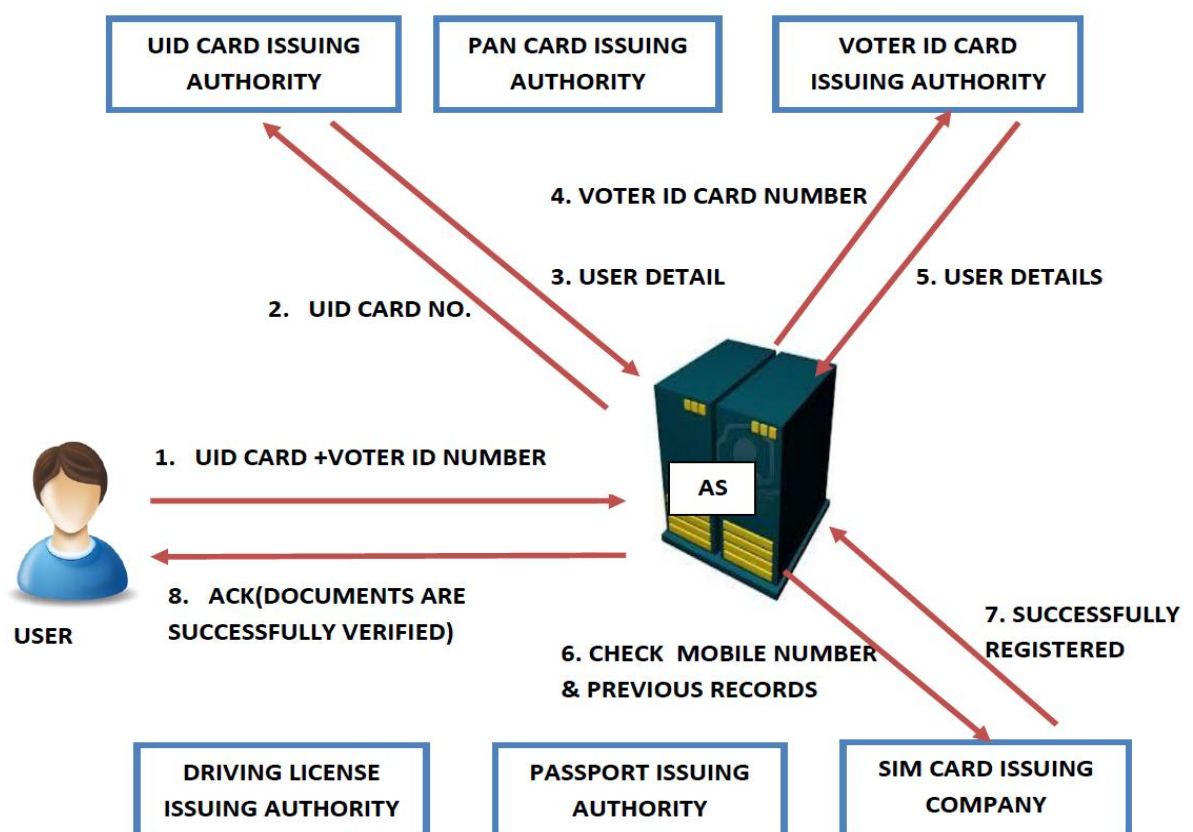 UID CARD ISSUING
AUTHORITY
PAN CARD ISSUING
AUTHORITY
VOTER ID CARD
ISSUING AUTHORITY
4. VOTER ID CARD NUMBER
3. USER DETAIL
5. USER DETAILS
2. UID CARD NO.
1. UID CARD +VOTER ID NUMBER
AS
8. ACK(DOCUMENTS ARE
SUCCESSFULLY VERIFIED)
USER
7. SUCCESSFULLY
REGISTERED
6. CHECK MOBILE NUMBER
& PREVIOUS RECORDS
DRIVING LICENSE
ISSUING AUTHORITY
PASSPORT ISSUING
AUTHORITY
SIM CARD ISSUING
COMPANY